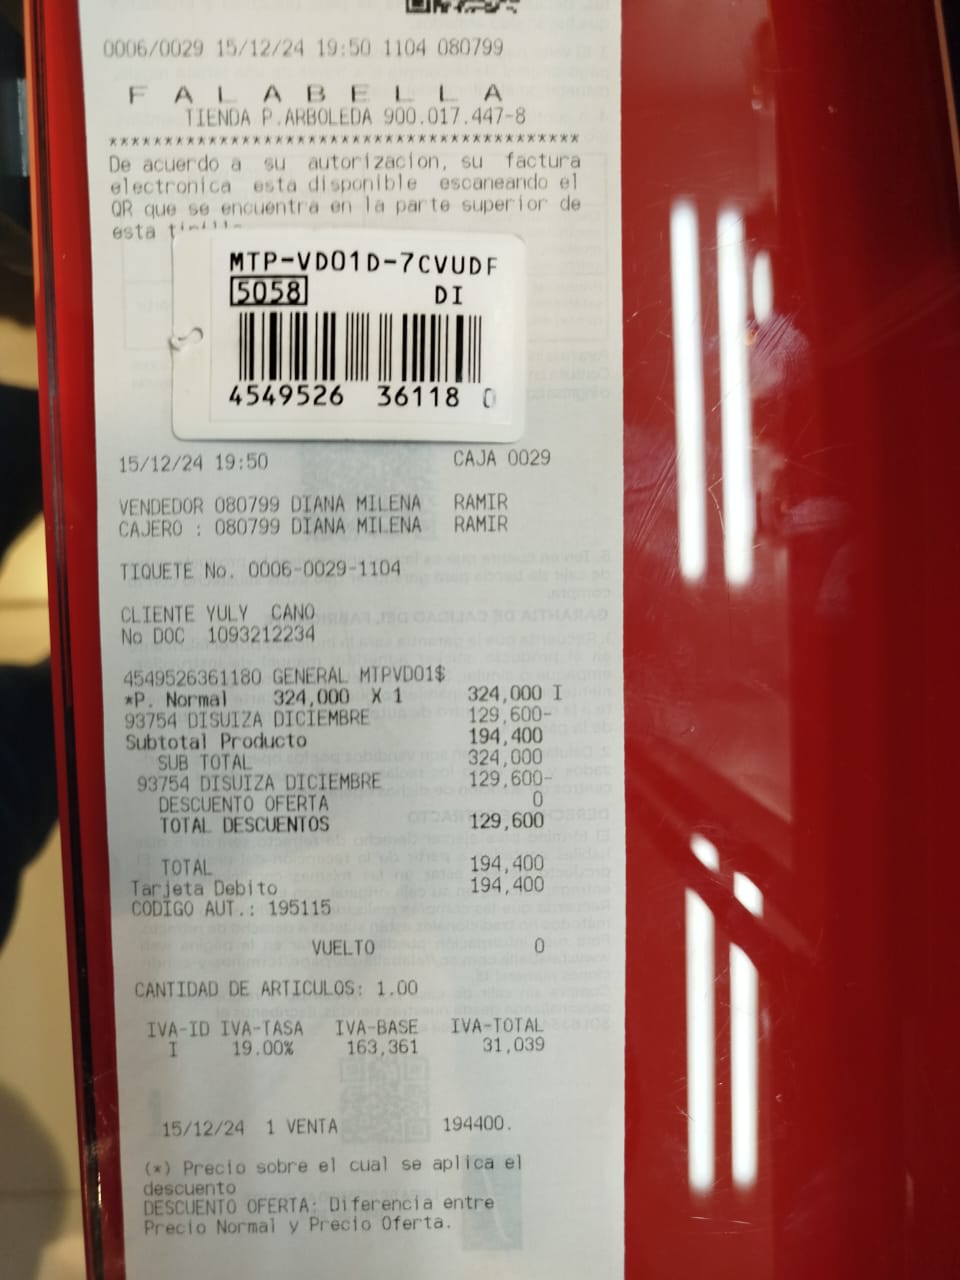 0006/0029 15/12/24 19:50 1104 080799
F A L A B E L L A
TIENDA P.ARBOLEDA 900.017.447-8
***************************************
De acuerdo a su autorizacion, su factura
electronica esta disponible escaneando el
QR que se encuentra en la parte superior de
esta
MTP-VD01D-7CVUDF
5058 DI
4549526 36118 0
15/12/24 19:50 CAJA 0029
VENDEDOR 080799 DIANA MILENA RAMIR
CAJERO : 080799 DIANA MILENA RAMIR
TIQUETE No. 0006-0029-1104
CLIENTE YULY CANO
No DOC 1093212234
4549526361180 GENERAL MTPVD01$
*P. Normal 324,000 X 1 324,000 I
93754 DISUIZA DICIEMBRE 129,600-
Subtotal Producto 194,400
SUB TOTAL 324,000
93754 DISUIZA DICIEMBRE 129,600-
DESCUENTO OFERTA 0
TOTAL DESCUENTOS 129,600
TOTAL 194,400
Tarjeta Debito 194,400
CODIGO AUT.: 195115
VUELTO 0
CANTIDAD DE ARTICULOS: 1.00
IVA-ID IVA-TASA IVA-BASE IVA-TOTAL
I 19.00% 163,361 31,039
15/12/24 1 VENTA 194400.
(*) Precio sobre el cual se aplica el
descuento
DESCUENTO OFERTA: Diferencia entre
Precio Normal y Precio Oferta.